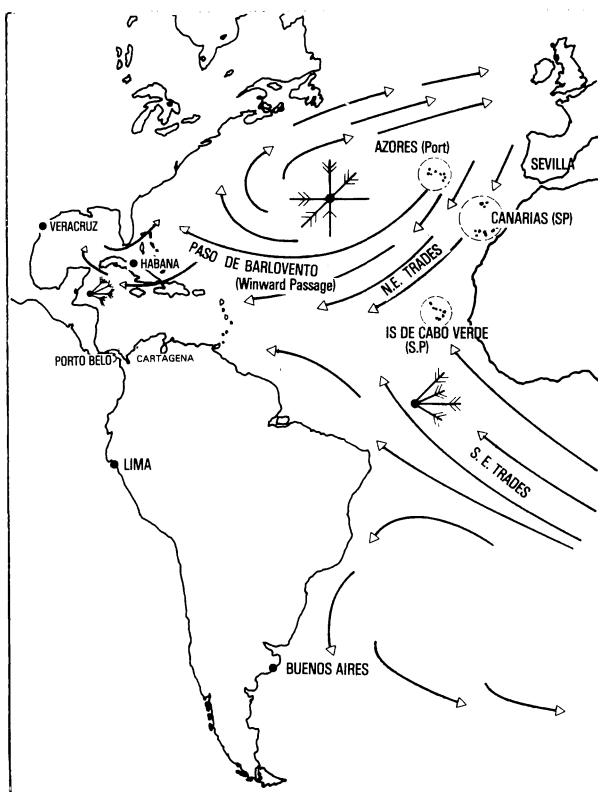 AZORES (Port)
SEVILLA
CANARIAS (SP)
VERACRUZ
HABANA
PASO DE BARLOVENTO
(Winward Passage)
N.E. TRADES
IS DE CABO VERDE
(S.P)
PORTO BELO
CARTAGENA
LIMA
S. E. TRADES
BUENOS AIRES